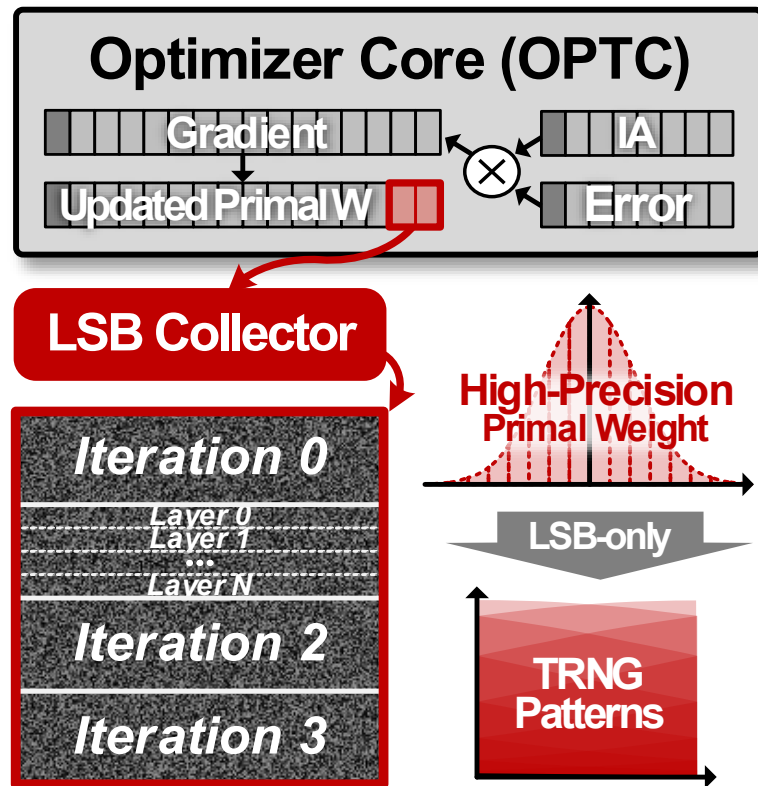 Optimizer Core (OPTC)
Gradient
IA
Updated Primal W
Error
LSB Collector
High-Precision
Primal Weight
Iteration 0
Layer 0
Layer 1
...
Layer N
LSB-only
Iteration 2
TRNG
Patterns
Iteration 3